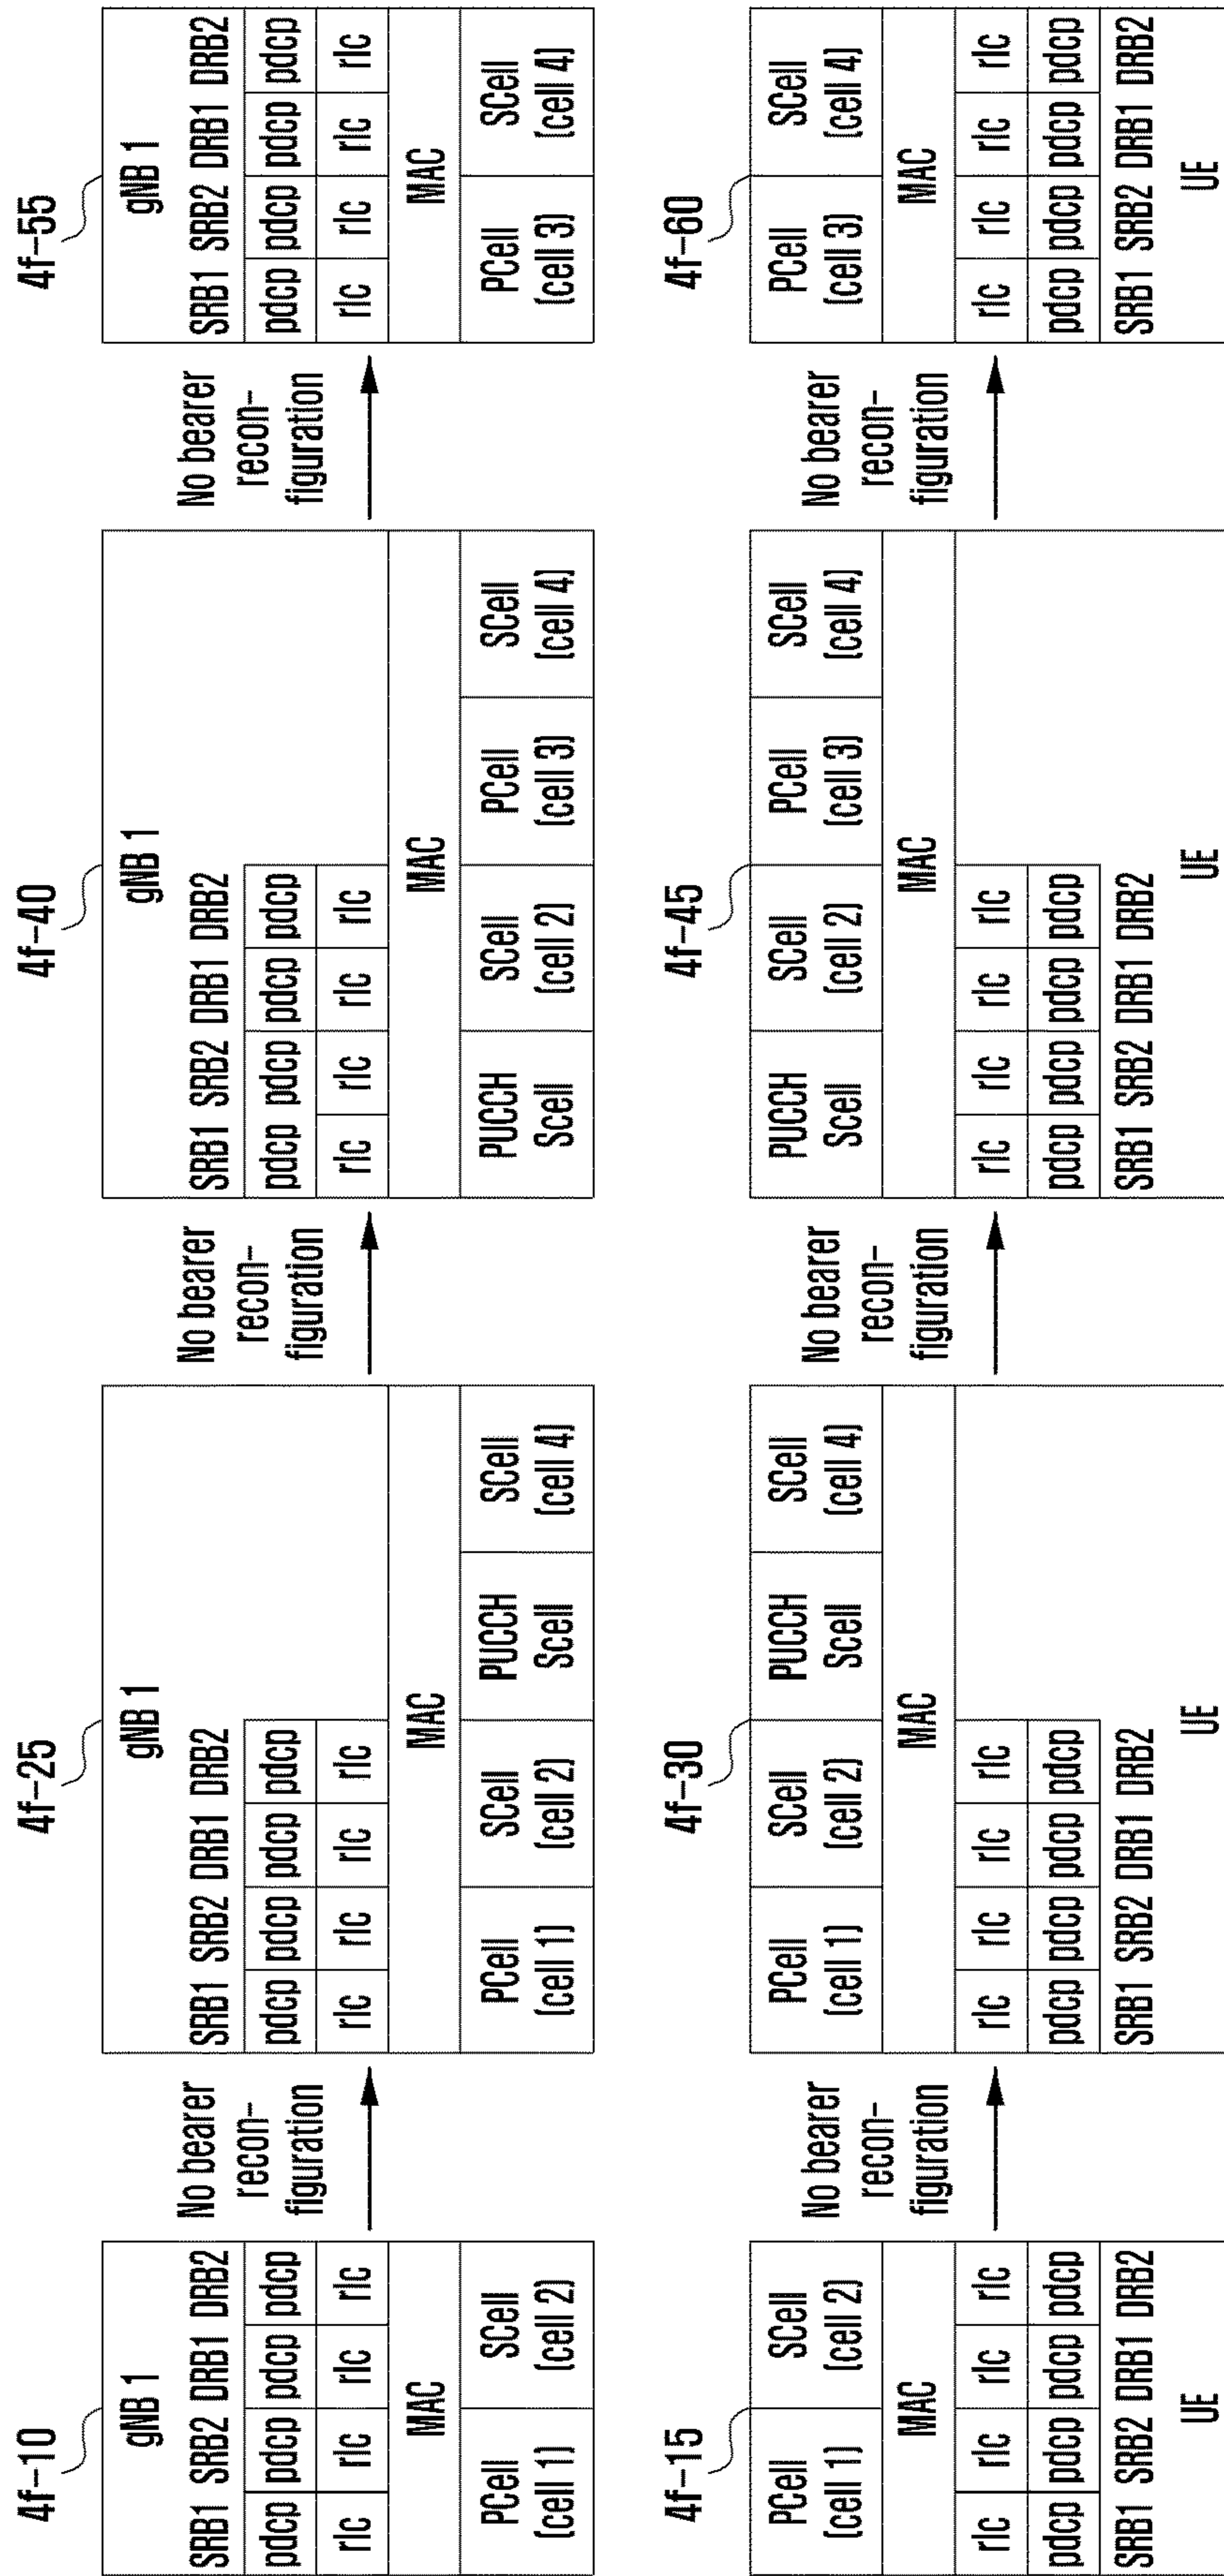 4f-10
gNB 1
SRB1 SRB2 DRB1 DRB2
pdcp pdcp pdcp pdcp
rlc rlc rlc rlc
MAC
PCell
(cell 1)
SCell
(cell 2)
No bearer
recon-
figuration
4f-25
gNB 1
SRB1 SRB2 DRB1 DRB2
pdcp pdcp pdcp pdcp
rlc rlc rlc rlc
MAC
PCell
(cell 1)
SCell
(cell 2)
PUCCH
Scell
SCell
(cell 4)
No bearer
recon-
figuration
4f-40
gNB 1
SRB1 SRB2 DRB1 DRB2
pdcp pdcp pdcp pdcp
rlc rlc rlc rlc
MAC
PUCCH
Scell
SCell
(cell 2)
PCell
(cell 3)
SCell
(cell 4)
No bearer
recon-
figuration
4f-55
gNB 1
SRB1 SRB2 DRB1 DRB2
pdcp pdcp pdcp pdcp
rlc rlc rlc rlc
MAC
PCell
(cell 3)
SCell
(cell 4)
4f-15
PCell
(cell 1)
SCell
(cell 2)
MAC
rlc rlc rlc rlc
pdcp pdcp pdcp pdcp
SRB1 SRB2 DRB1 DRB2
UE
No bearer
recon-
figuration
4f-30
PCell
(cell 1)
SCell
(cell 2)
PUCCH
Scell
SCell
(cell 4)
MAC
rlc rlc rlc rlc
pdcp pdcp pdcp pdcp
SRB1 SRB2 DRB1 DRB2
UE
No bearer
recon-
figuration
4f-45
PUCCH
Scell
SCell
(cell 2)
PCell
(cell 3)
SCell
(cell 4)
MAC
rlc rlc rlc rlc
pdcp pdcp pdcp pdcp
SRB1 SRB2 DRB1 DRB2
UE
No bearer
recon-
figuration
4f-60
PCell
(cell 3)
SCell
(cell 4)
MAC
rlc rlc rlc rlc
pdcp pdcp pdcp pdcp
SRB1 SRB2 DRB1 DRB2
UE